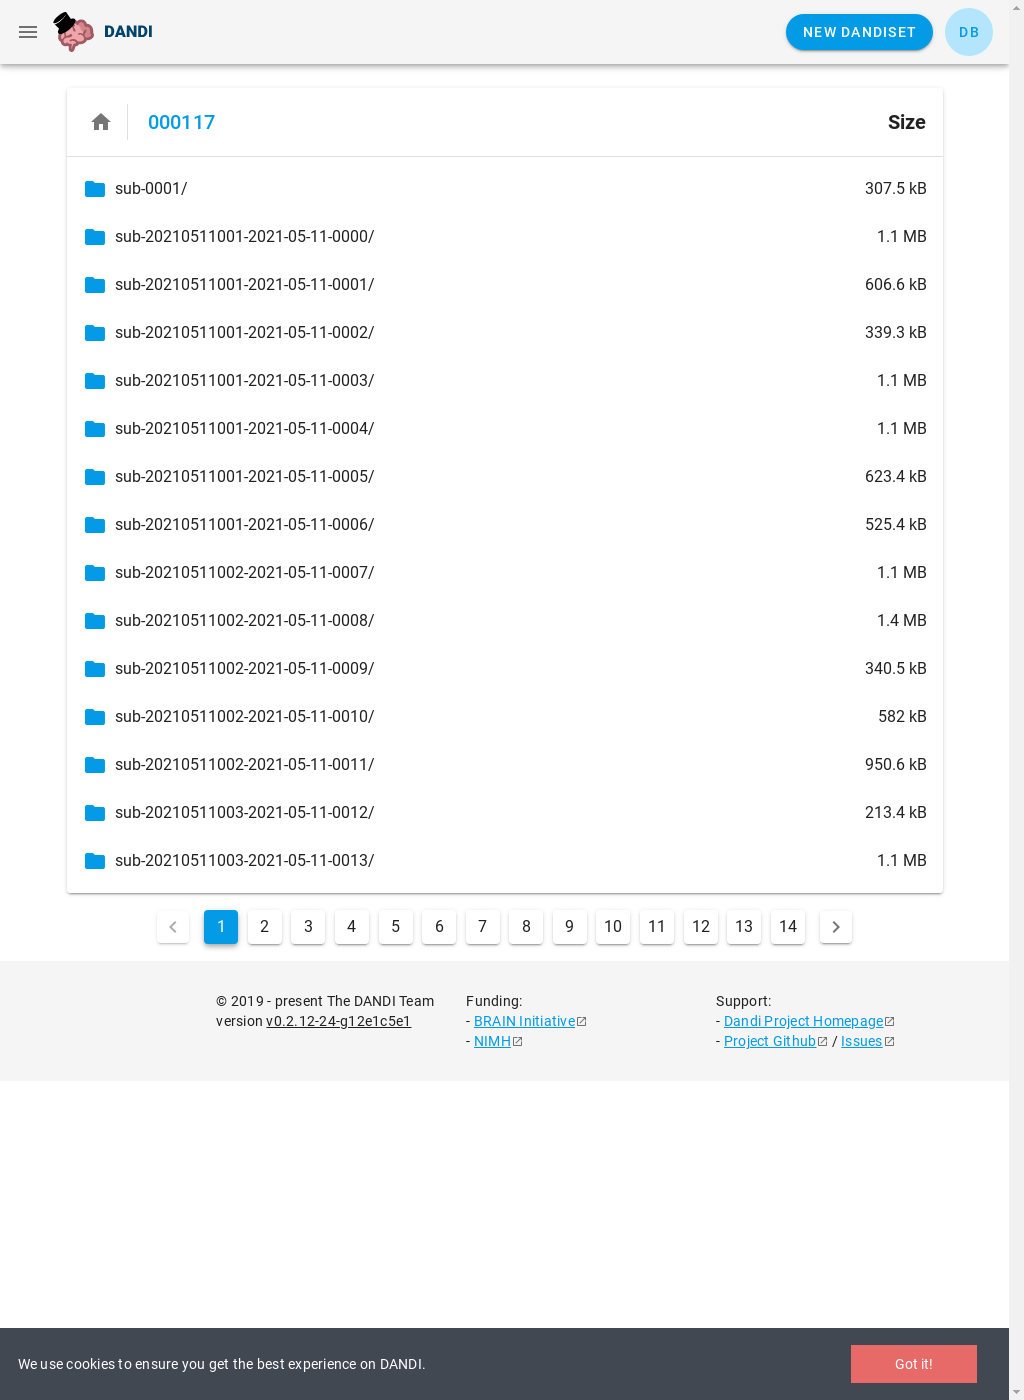 DANDI
NEW DANDISET
DB
000117
Size
sub-0001/ 307.5 kB
sub-20210511001-2021-05-11-0000/ 1.1 MB
sub-20210511001-2021-05-11-0001/ 606.6 kB
sub-20210511001-2021-05-11-0002/ 339.3 kB
sub-20210511001-2021-05-11-0003/ 1.1 MB
sub-20210511001-2021-05-11-0004/ 1.1 MB
sub-20210511001-2021-05-11-0005/ 623.4 kB
sub-20210511001-2021-05-11-0006/ 525.4 kB
sub-20210511002-2021-05-11-0007/ 1.1 MB
sub-20210511002-2021-05-11-0008/ 1.4 MB
sub-20210511002-2021-05-11-0009/ 340.5 kB
sub-20210511002-2021-05-11-0010/ 582 kB
sub-20210511002-2021-05-11-0011/ 950.6 kB
sub-20210511003-2021-05-11-0012/ 213.4 kB
sub-20210511003-2021-05-11-0013/ 1.1 MB
1 2 3 4 5 6 7 8 9 10 11 12 13 14
© 2019 - present The DANDI Team
version v0.2.12-24-g12e1c5e1
Funding:
- BRAIN Initiative
- NIMH
Support:
- Dandi Project Homepage
- Project Github / Issues
We use cookies to ensure you get the best experience on DANDI.
Got it!